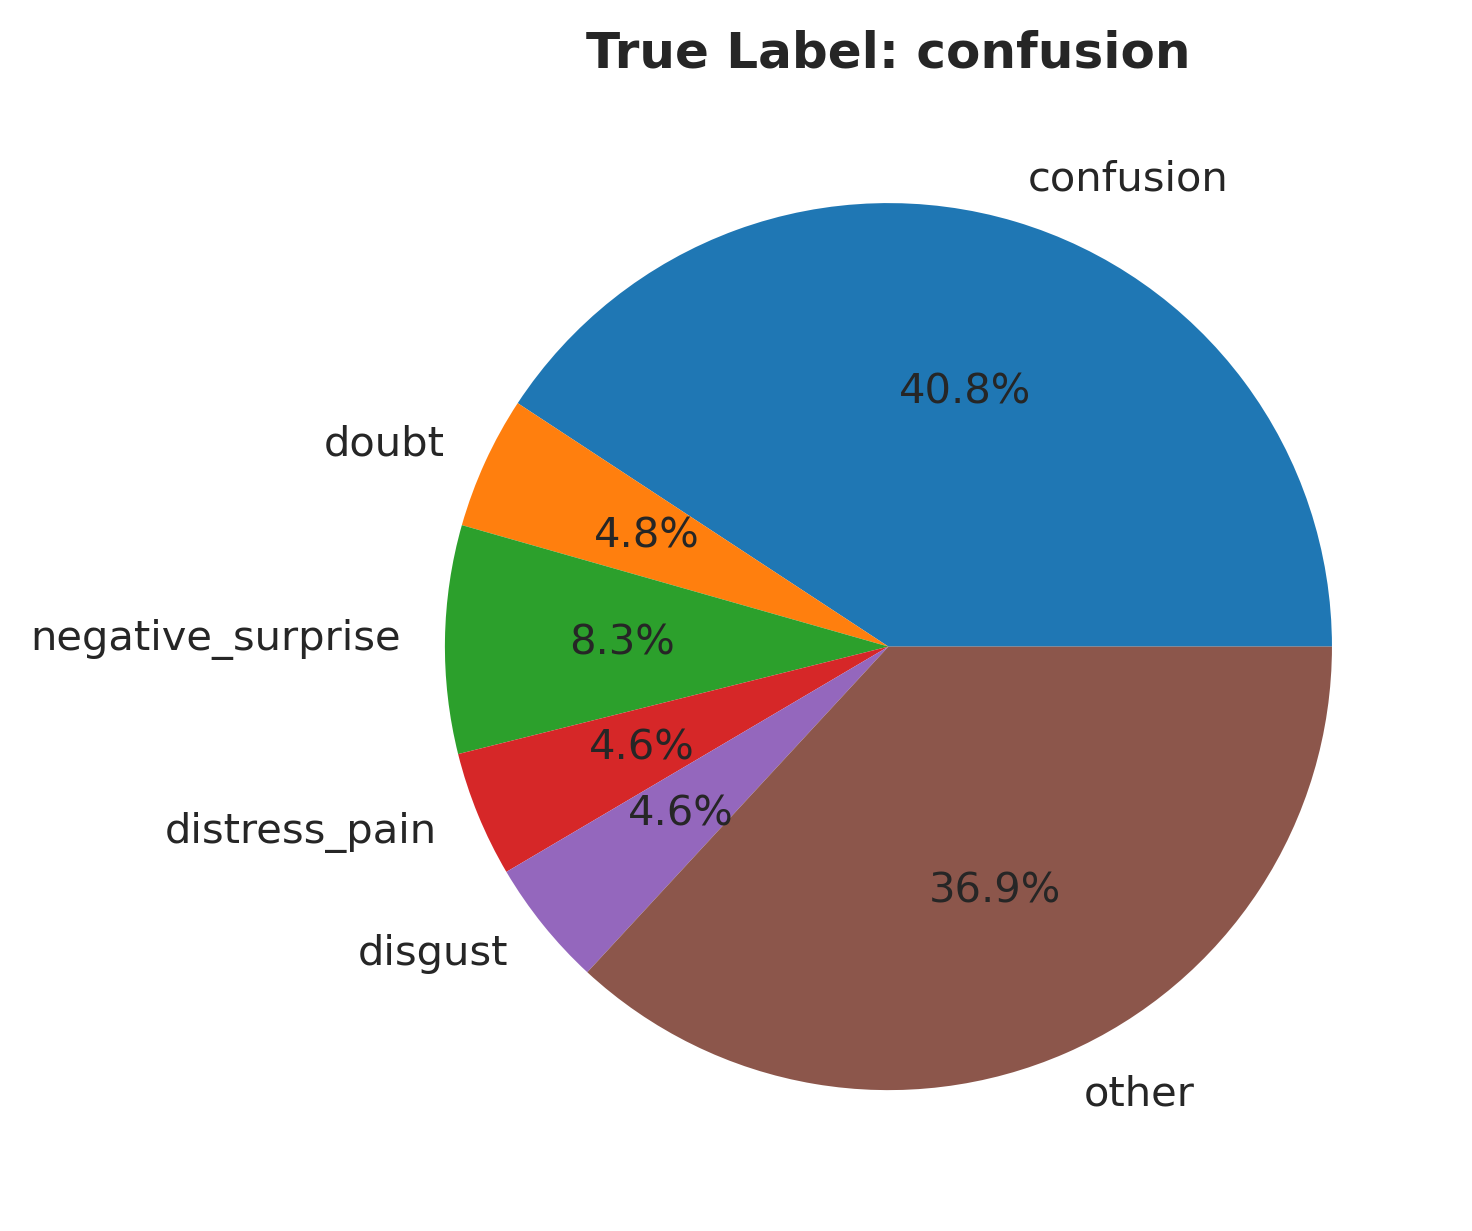 True Label: confusion
confusion
40.8%
doubt
4.8%
negative_surprise
8.3%
distress_pain
4.6%
disgust
4.6%
other
36.9%